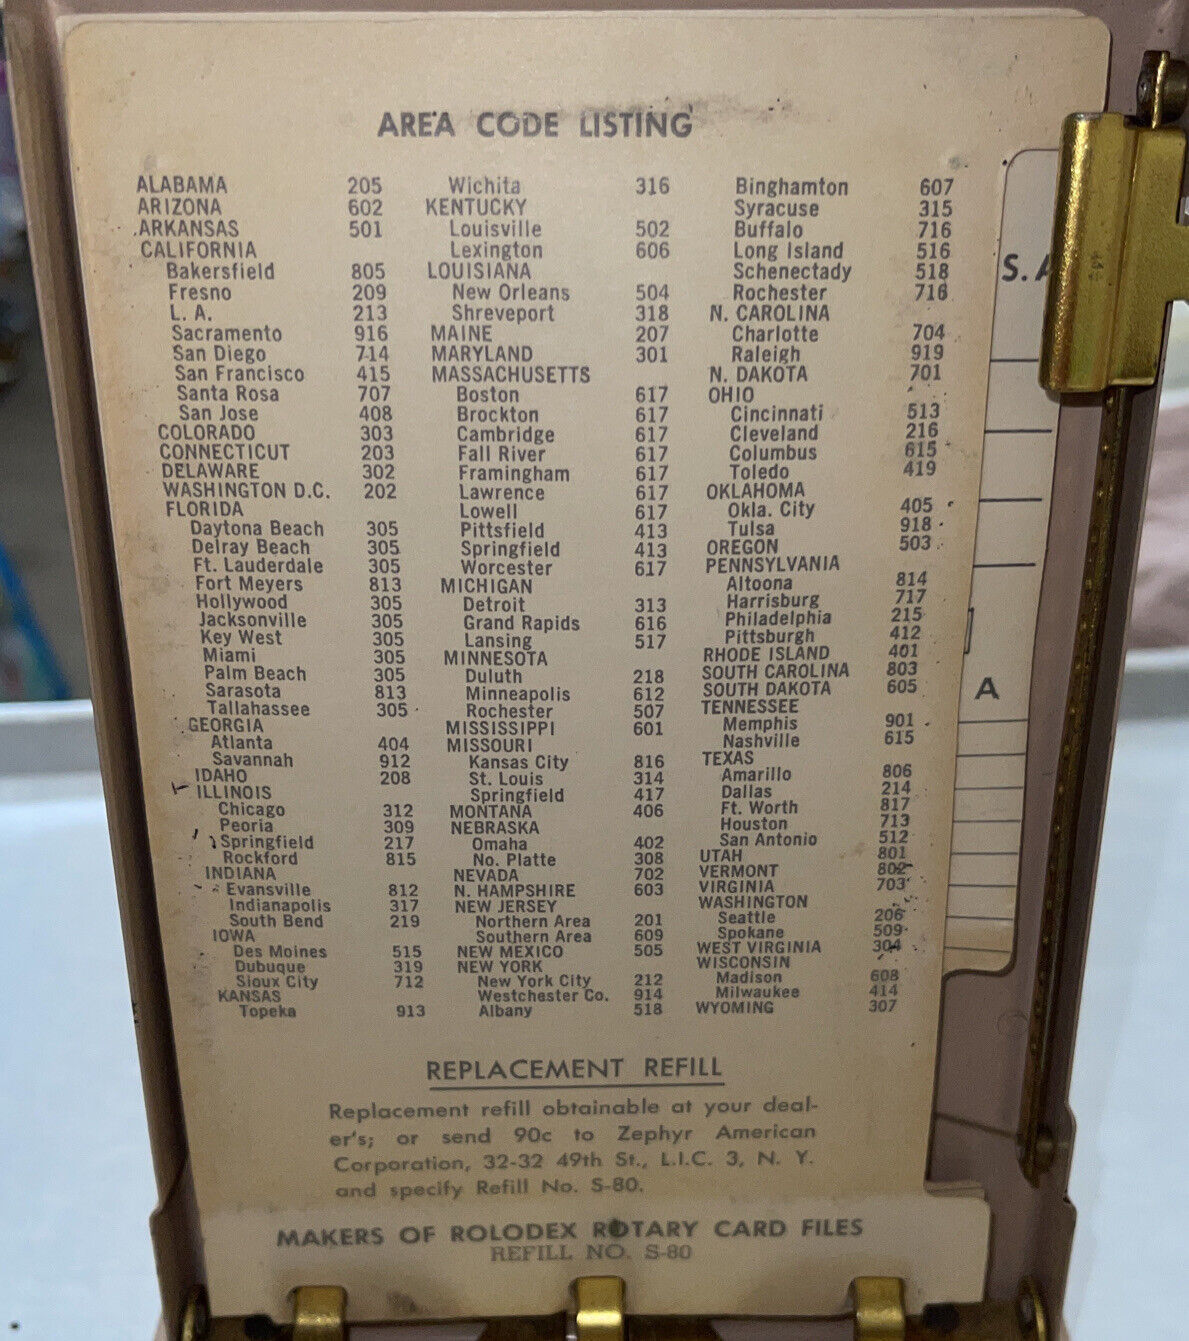 AREA CODE LISTING
ALABAMA 205
ARIZONA 602
ARKANSAS 501
CALIFORNIA
Bakersfield 805
Fresno 209
L. A. 213
Sacramento 916
San Diego 714
San Francisco 415
Santa Rosa 707
San Jose 408
COLORADO 303
CONNECTICUT 203
DELAWARE 302
WASHINGTON D.C. 202
FLORIDA
Daytona Beach 305
Delray Beach 305
Ft. Lauderdale 305
Fort Meyers 813
Hollywood 305
Jacksonville 305
Key West 305
Miami 305
Palm Beach 305
Sarasota 813
Tallahassee 305
GEORGIA
Atlanta 404
Savannah 912
IDAHO 208
ILLINOIS
Chicago 312
Peoria 309
Springfield 217
Rockford 815
INDIANA
Evansville 812
Indianapolis 317
South Bend 219
IOWA
Des Moines 515
Dubuque 319
Sioux City 712
KANSAS
Topeka 913
Wichita 316
KENTUCKY
Louisville 502
Lexington 606
LOUISIANA
New Orleans 504
Shreveport 318
MAINE 207
MARYLAND 301
MASSACHUSETTS
Boston 617
Brockton 617
Cambridge 617
Fall River 617
Framingham 617
Lawrence 617
Lowell 617
Pittsfield 413
Springfield 413
Worcester 617
MICHIGAN
Detroit 313
Grand Rapids 616
Lansing 517
MINNESOTA
Duluth 218
Minneapolis 612
Rochester 507
MISSISSIPPI 601
MISSOURI
Kansas City 816
St. Louis 314
Springfield 417
MONTANA 406
NEBRASKA
Omaha 402
No. Platte 308
NEVADA 702
N. HAMPSHIRE 603
NEW JERSEY
Northern Area 201
Southern Area 609
NEW MEXICO 505
NEW YORK
New York City 212
Westchester Co. 914
Albany 518
Binghamton 607
Syracuse 315
Buffalo 716
Long Island 516
Schenectady 518
Rochester 716
N. CAROLINA
Charlotte 704
Raleigh 919
N. DAKOTA 701
OHIO
Cincinnati 513
Cleveland 216
Columbus 615
Toledo 419
OKLAHOMA
Okla. City 405
Tulsa 918
OREGON 503
PENNSYLVANIA
Altoona 814
Harrisburg 717
Philadelphia 215
Pittsburgh 412
RHODE ISLAND 401
SOUTH CAROLINA 803
SOUTH DAKOTA 605
TENNESSEE
Memphis 901
Nashville 615
TEXAS
Amarillo 806
Dallas 214
Ft. Worth 817
Houston 713
San Antonio 512
UTAH 801
VERMONT 802
VIRGINIA 703
WASHINGTON
Seattle 206
Spokane 509
WEST VIRGINIA 304
WISCONSIN
Madison 608
Milwaukee 414
WYOMING 307
REPLACEMENT REFILL
Replacement refill obtainable at your deal-
er's; or send 90c to Zephyr American
Corporation, 32-32 49th St., L.I.C. 3, N. Y.
and specify Refill No. S-80.
MAKERS OF ROLODEX ROTARY CARD FILES
REFILL NO. S-80
S. A
A